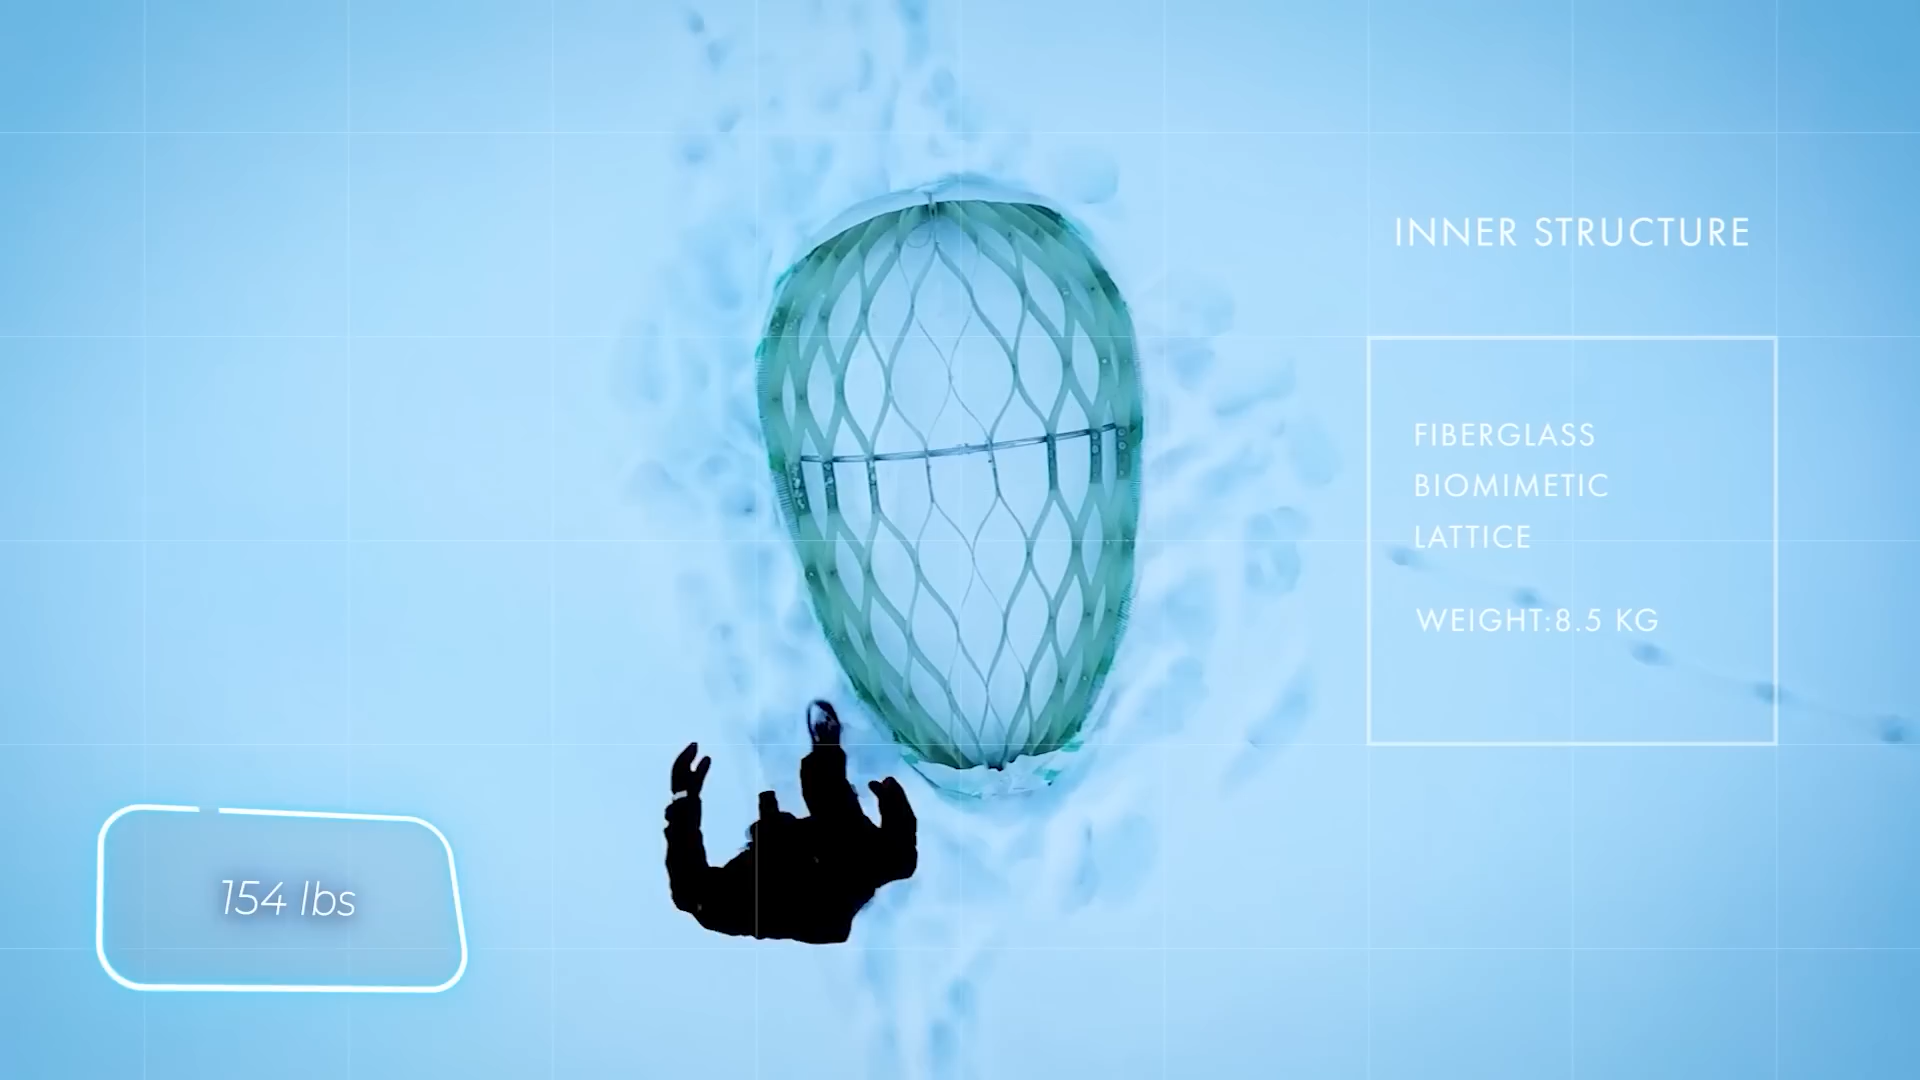 INNER STRUCTURE
FIBERGLASS
BIOMIMETIC
LATTICE
WEIGHT:8.5 KG
154 lbs